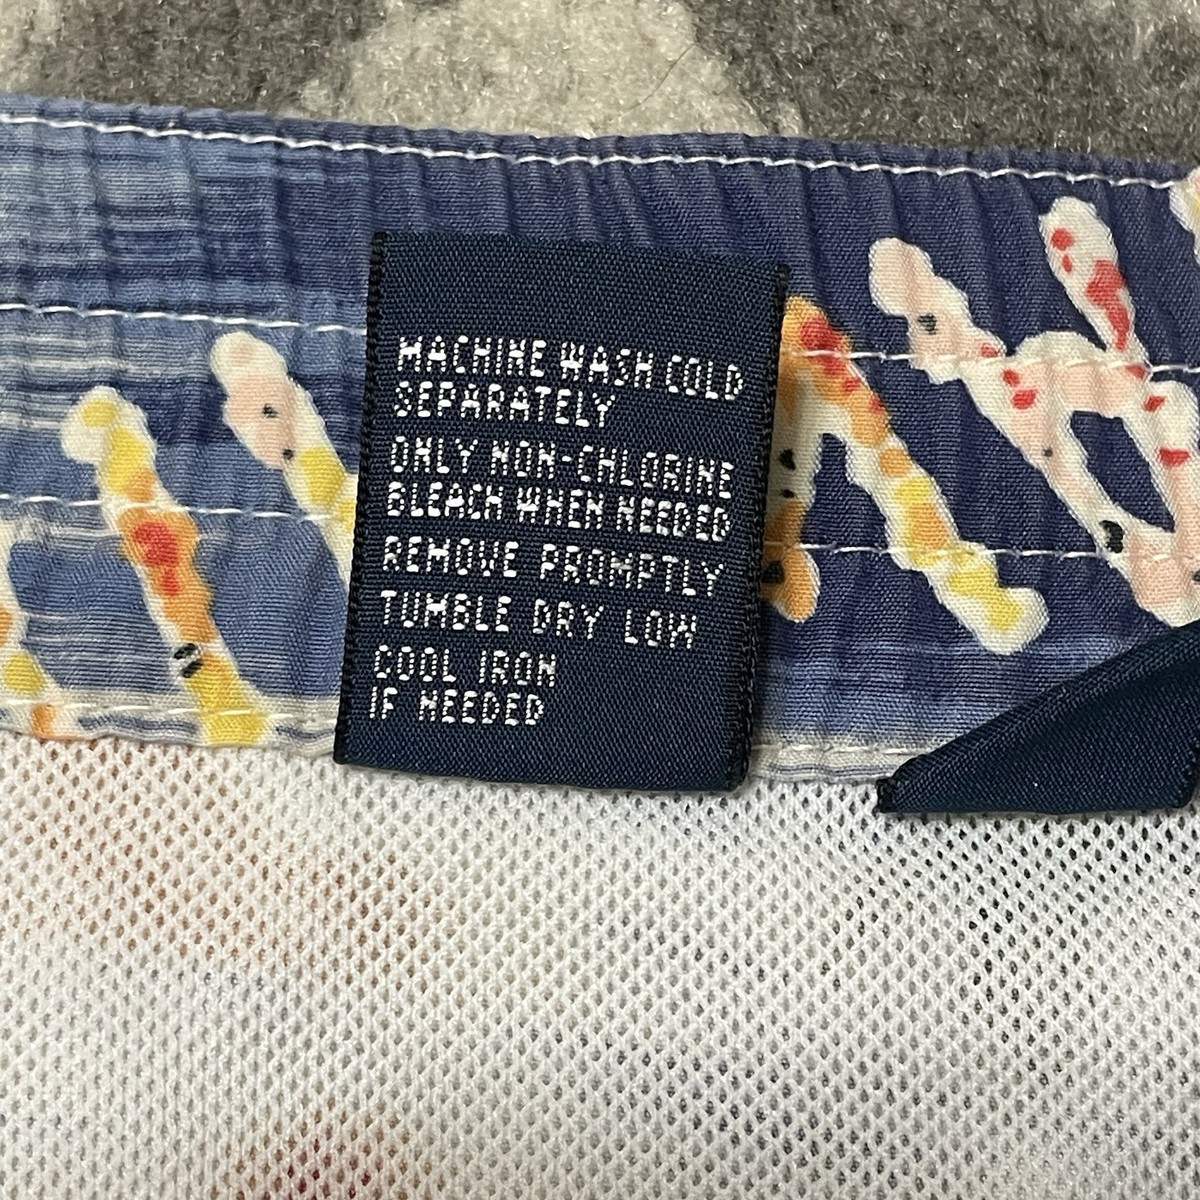 MACHINE WASH COLD
SEPARATELY
ONLY NON-CHLORINE
BLEACH WHEN NEEDED
REMOVE PROMPTLY
TUMBLE DRY LOW
COOL IRON
IF NEEDED